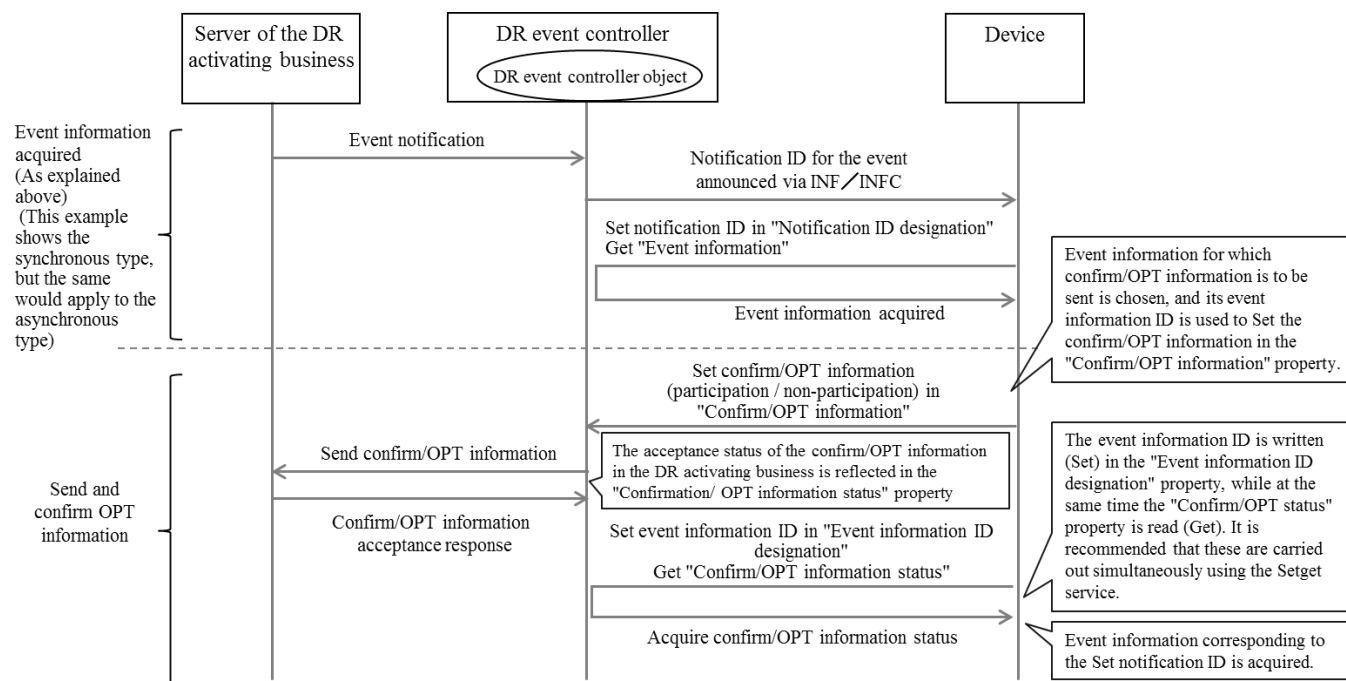 Server of the DR
activating business
DR event controller
DR event controller object
Device
Event information
acquired
(As explained
above)
(This example
shows the
synchronous type,
but the same
would apply to the
asynchronous
type)
Event notification
Notification ID for the event
announced via INF／INFC
Set notification ID in "Notification ID designation"
Get "Event information"
Event information acquired
Event information for which
confirm/OPT information is to be
sent is chosen, and its event
information ID is used to Set the
confirm/OPT information in the
"Confirm/OPT information" property.
Send and
confirm OPT
information
Set confirm/OPT information
(participation / non-participation) in
"Confirm/OPT information"
Send confirm/OPT information
The acceptance status of the confirm/OPT information
in the DR activating business is reflected in the
"Confirmation/ OPT information status" property
Confirm/OPT information
acceptance response
Set event information ID in "Event information ID
designation"
Get "Confirm/OPT information status"
Acquire confirm/OPT information status
The event information ID is written
(Set) in the "Event information ID
designation" property, while at the
same time the "Confirm/OPT status"
property is read (Get). It is
recommended that these are carried
out simultaneously using the Setget
service.
Event information corresponding to
the Set notification ID is acquired.